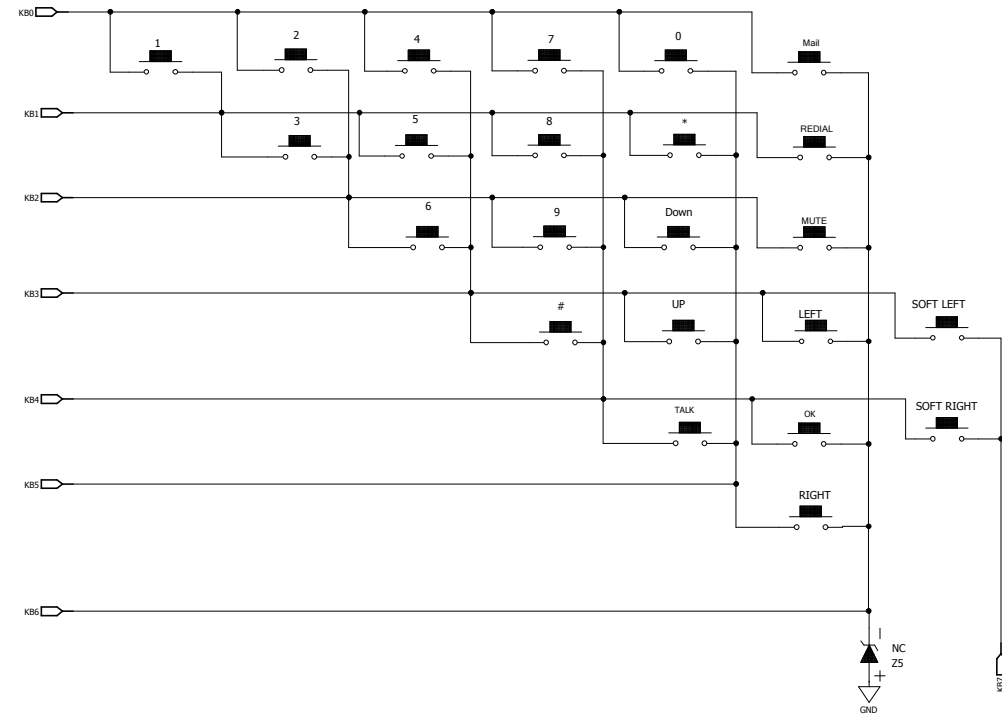 KB0
1
2
4
7
0
Mail
KB1
3
5
8
*
REDIAL
KB2
6
9
Down
MUTE
KB3
#
UP
LEFT
SOFT LEFT
KB4
TALK
OK
SOFT RIGHT
KB5
RIGHT
KB6
NC
Z5
GND
KB7